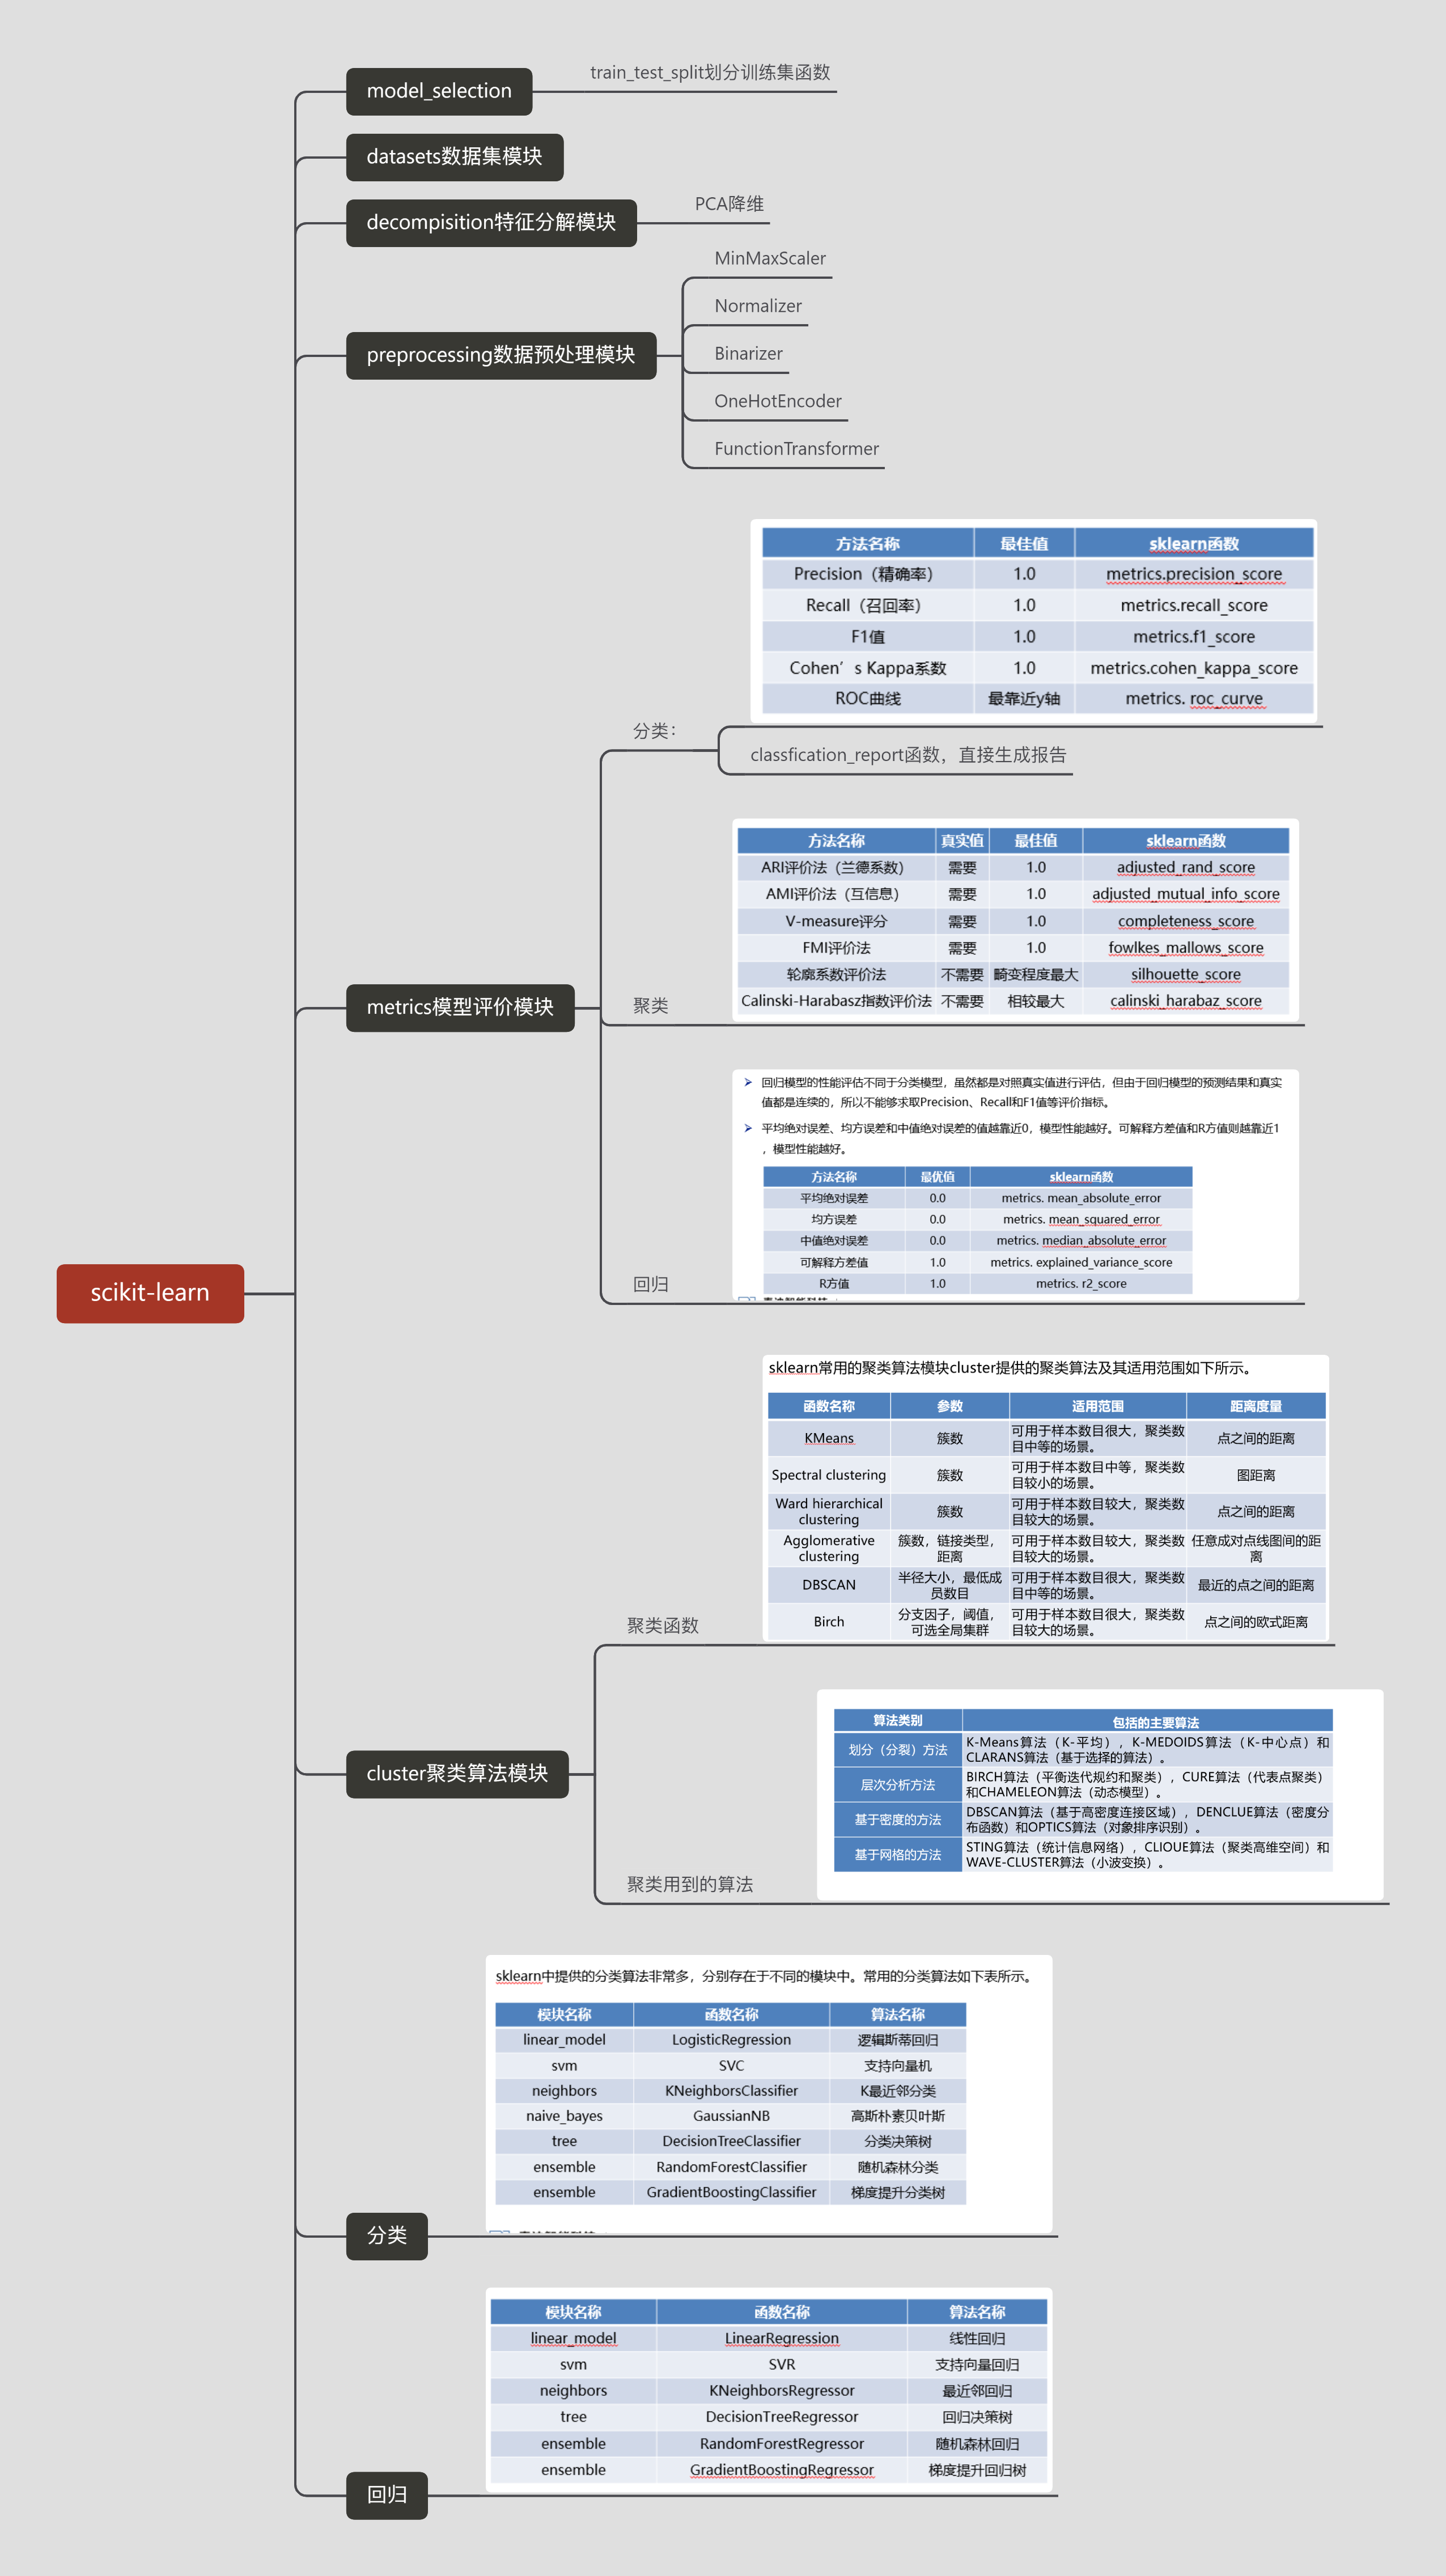 model_selection
train_test_split划分训练集函数
datasets数据集模块
decompisition特征分解模块
PCA降维
preprocessing数据预处理模块
MinMaxScaler
Normalizer
Binarizer
OneHotEncoder
FunctionTransformer
metrics模型评价模块
分类：
方法名称 最佳值 sklearn函数
Precision（精确率） 1.0 metrics.precision_score
Recall（召回率） 1.0 metrics.recall_score
F1值 1.0 metrics.f1_score
Cohen’s Kappa系数 1.0 metrics.cohen_kappa_score
ROC曲线 最靠近y轴 metrics. roc_curve
classfication_report函数，直接生成报告
聚类
方法名称 真实值 最佳值 sklearn函数
ARI评价法（兰德系数） 需要 1.0 adjusted_rand_score
AMI评价法（互信息） 需要 1.0 adjusted_mutual_info_score
V-measure评分 需要 1.0 completeness_score
FMI评价法 需要 1.0 fowlkes_mallows_score
轮廓系数评价法 不需要 畸变程度最大 silhouette_score
Calinski-Harabasz指数评价法 不需要 相较最大 calinski_harabaz_score
回归
回归模型的性能评估不同于分类模型，虽然都是对照真实值进行评估，但由于回归模型的预测结果和真实
值都是连续的，所以不能够求取Precision、Recall和F1值等评价指标。
平均绝对误差、均方误差和中值绝对误差的值越靠近0，模型性能越好。可解释方差值和R方值则越靠近1
，模型性能越好。
方法名称 最优值 sklearn函数
平均绝对误差 0.0 metrics. mean_absolute_error
均方误差 0.0 metrics. mean_squared_error
中值绝对误差 0.0 metrics. median_absolute_error
可解释方差值 1.0 metrics. explained_variance_score
R方值 1.0 metrics. r2_score
scikit-learn
cluster聚类算法模块
聚类函数
sklearn常用的聚类算法模块cluster提供的聚类算法及其适用范围如下所示。
函数名称 参数 适用范围 距离度量
KMeans 簇数 可用于样本数目很大，聚类数
目中等的场景。 点之间的距离
Spectral clustering 簇数 可用于样本数目中等，聚类数
目较小的场景。 图距离
Ward hierarchical
clustering 簇数 可用于样本数目较大，聚类数
目较大的场景。 点之间的距离
Agglomerative
clustering 簇数，链接类型，
距离 可用于样本数目较大，聚类数
目较大的场景。 任意成对点线图间的距
离
DBSCAN 半径大小，最低成
员数目 可用于样本数目很大，聚类数
目中等的场景。 最近的点之间的距离
Birch 分支因子，阈值，
可选全局集群 可用于样本数目很大，聚类数
目较大的场景。 点之间的欧式距离
聚类用到的算法
算法类别 包括的主要算法
划分（分裂）方法 K-Means算法（K-平均），K-MEDOIDS算法（K-中心点）和
CLARANS算法（基于选择的算法）。
层次分析方法 BIRCH算法（平衡迭代规约和聚类），CURE算法（代表点聚类）
和CHAMELEON算法（动态模型）。
基于密度的方法 DBSCAN算法（基于高密度连接区域），DENCLUE算法（密度分
布函数）和OPTICS算法（对象排序识别）。
基于网格的方法 STING算法（统计信息网络），CLIOUE算法（聚类高维空间）和
WAVE-CLUSTER算法（小波变换）。
分类
sklearn中提供的分类算法非常多，分别存在于不同的模块中。常用的分类算法如下表所示。
模块名称 函数名称 算法名称
linear_model LogisticRegression 逻辑斯蒂回归
svm SVC 支持向量机
neighbors KNeighborsClassifier K最近邻分类
naive_bayes GaussianNB 高斯朴素贝叶斯
tree DecisionTreeClassifier 分类决策树
ensemble RandomForestClassifier 随机森林分类
ensemble GradientBoostingClassifier 梯度提升分类树
回归
模块名称 函数名称 算法名称
linear_model LinearRegression 线性回归
svm SVR 支持向量回归
neighbors KNeighborsRegressor 最近邻回归
tree DecisionTreeRegressor 回归决策树
ensemble RandomForestRegressor 随机森林回归
ensemble GradientBoostingRegressor 梯度提升回归树